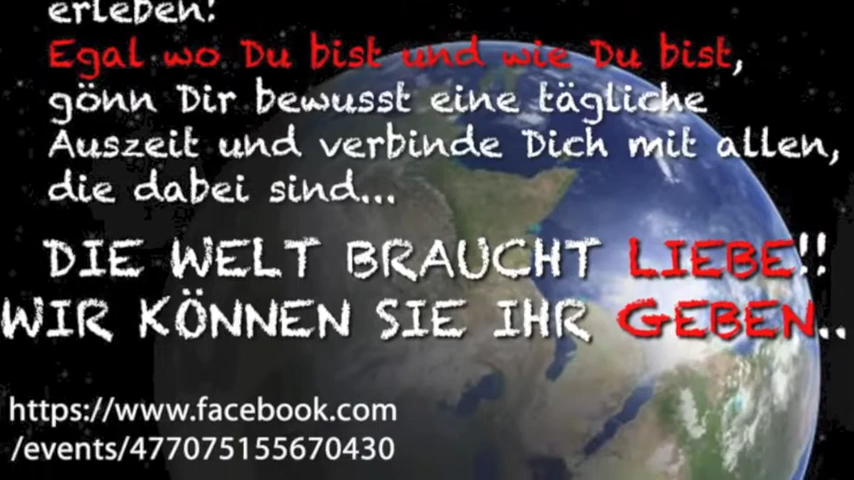 erleben!
Egal wo Du bist und wie Du bist,
gönn Dir bewusst eine tägliche
Auszeit und verbinde Dich mit allen,
die dabei sind...
DIE WELT BRAUCHT LIEBE!!
WIR KÖNNEN SIE IHR GEBEN..
https://www.facebook.com
/events/477075155670430